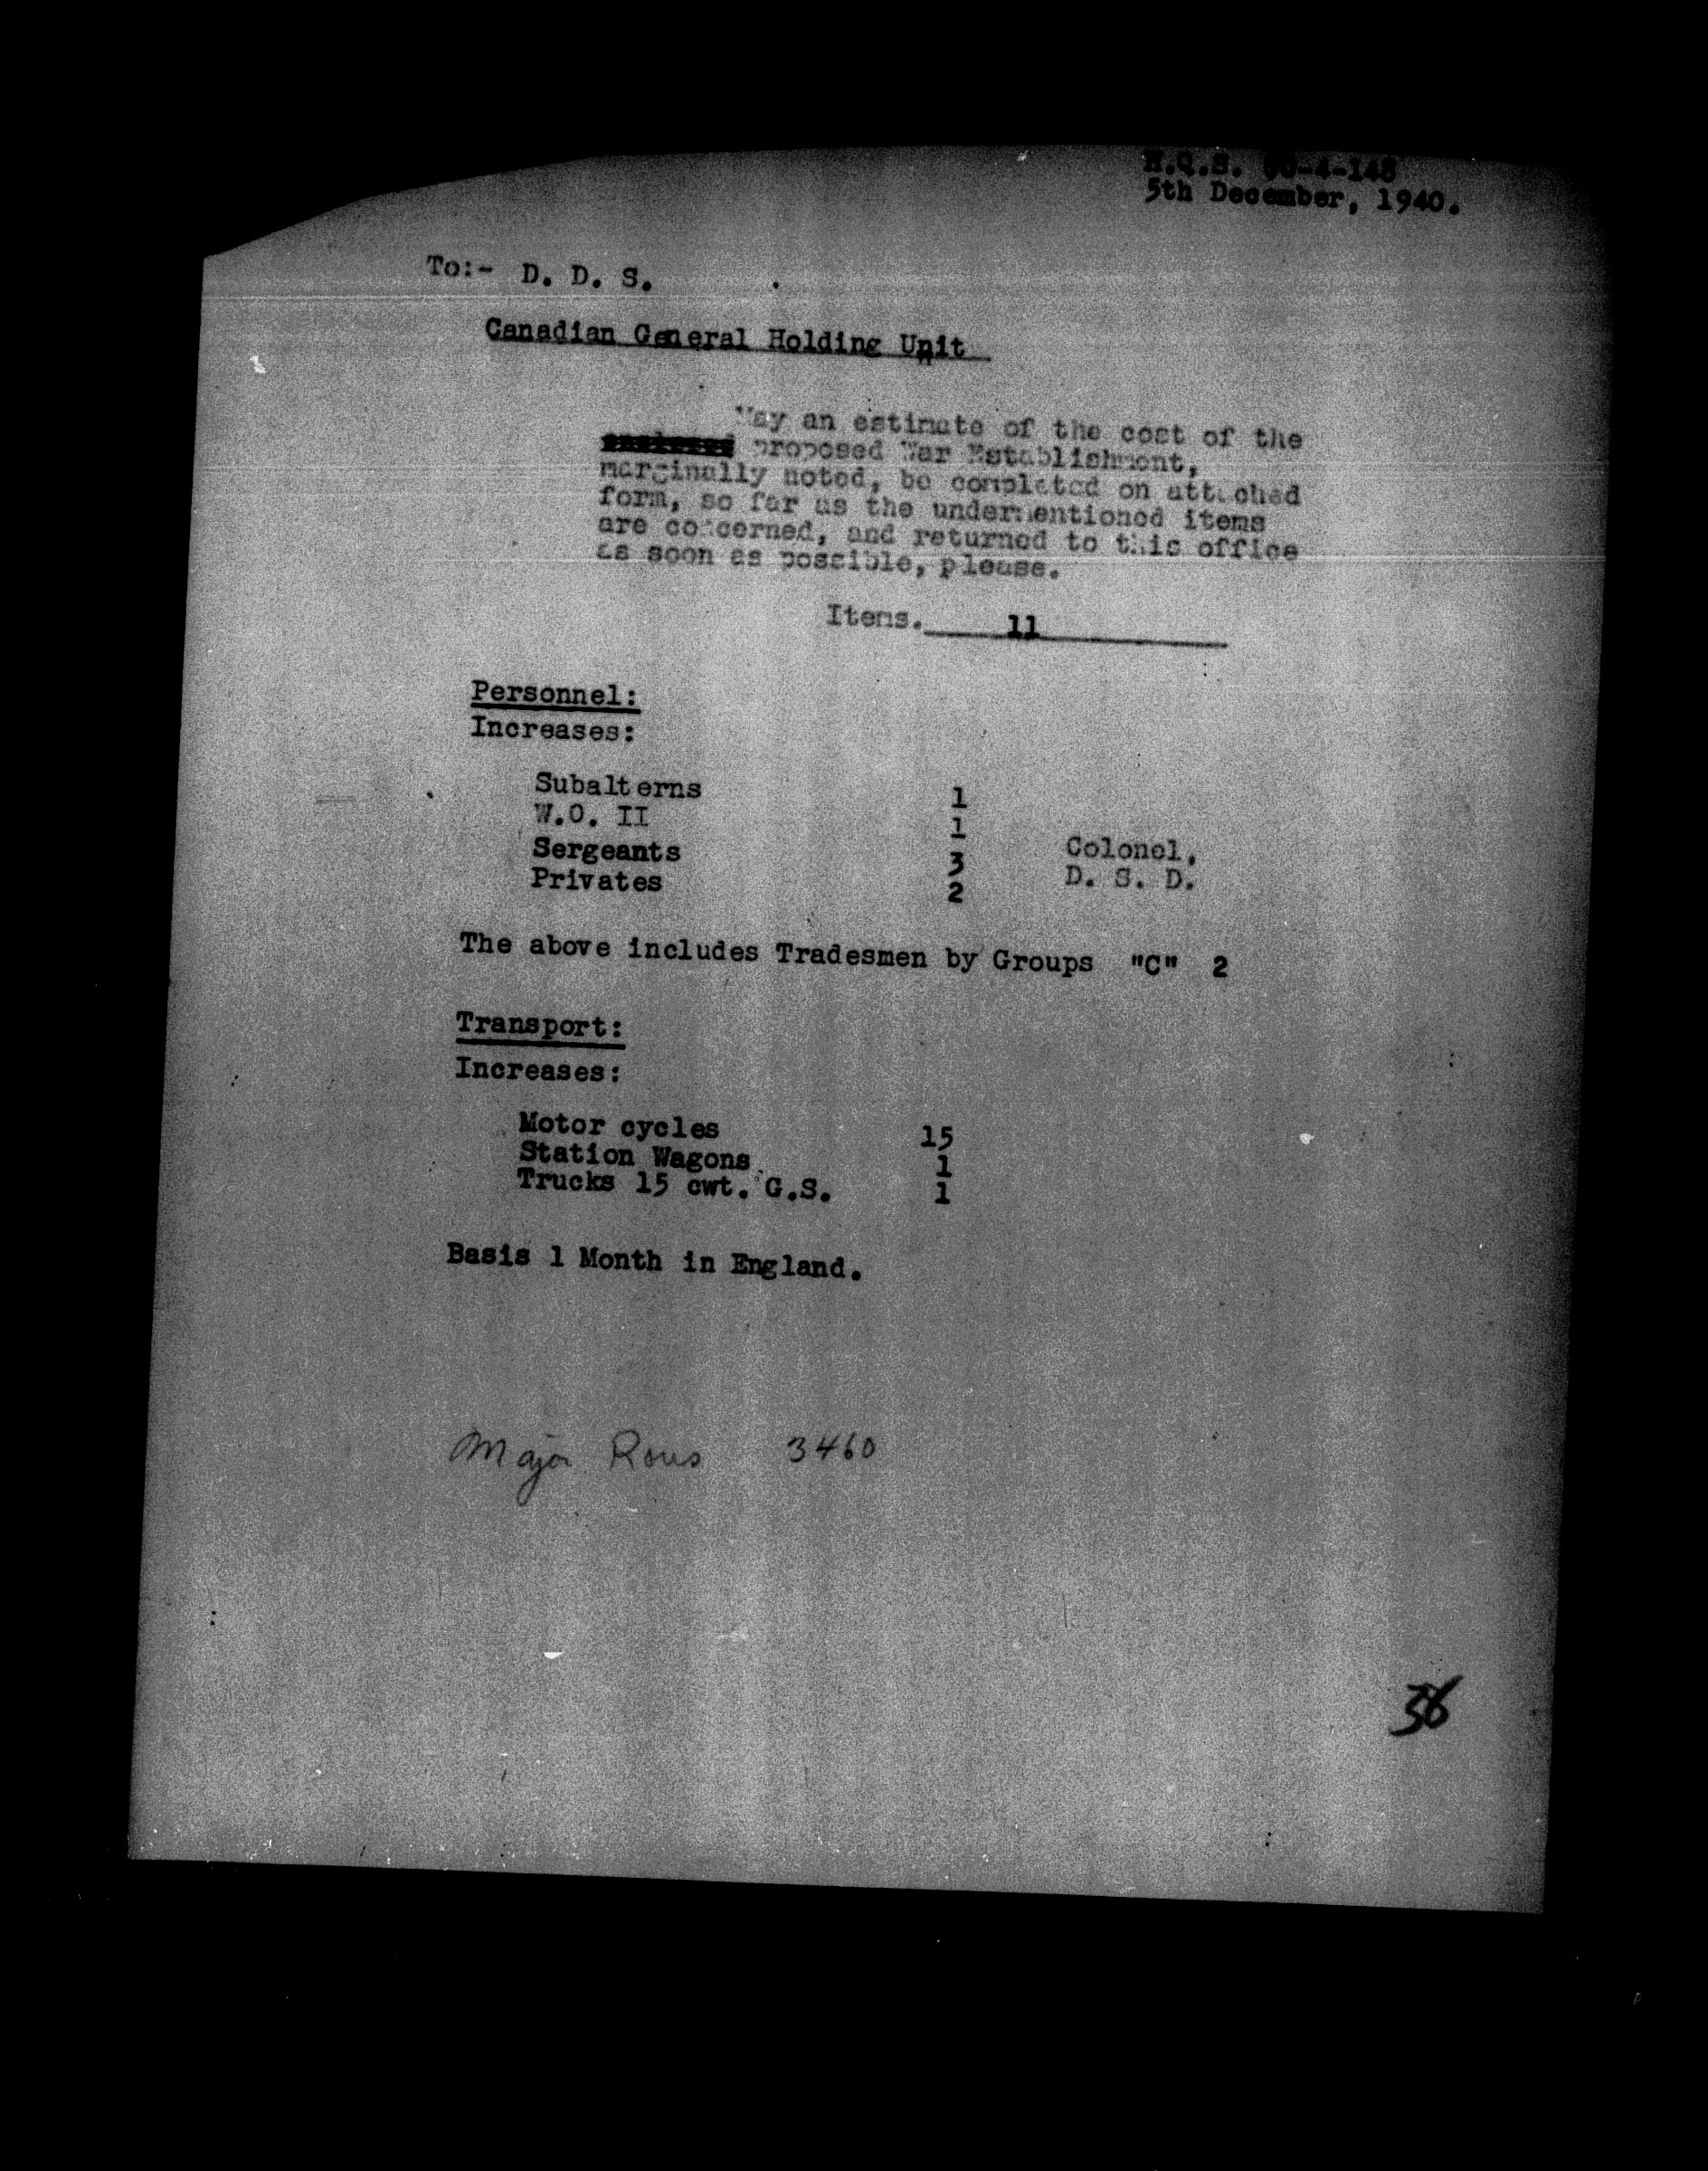 H.Q.S. -4-148
5th December, 1940.
To:- D. D. S.
Canadian General Holding Unit
May an estimate of the cost of the
proposed War Establishment,
marginally noted, be completed on attached
form, so far as the undermentioned items
are concerned, and returned to this office
as soon as possible, please.
Items. 11
Personnel:
Increases:
Subalterns 1
W.O. II 1
Sergeants 3
Privates 2
Colonel,
D. S. D.
The above includes Tradesmen by Groups "C" 2
Transport:
Increases:
Motor cycles 15
Station Wagons 1
Trucks 15 cwt. G.S. 1
Basis 1 Month in England.
Major 3460
36